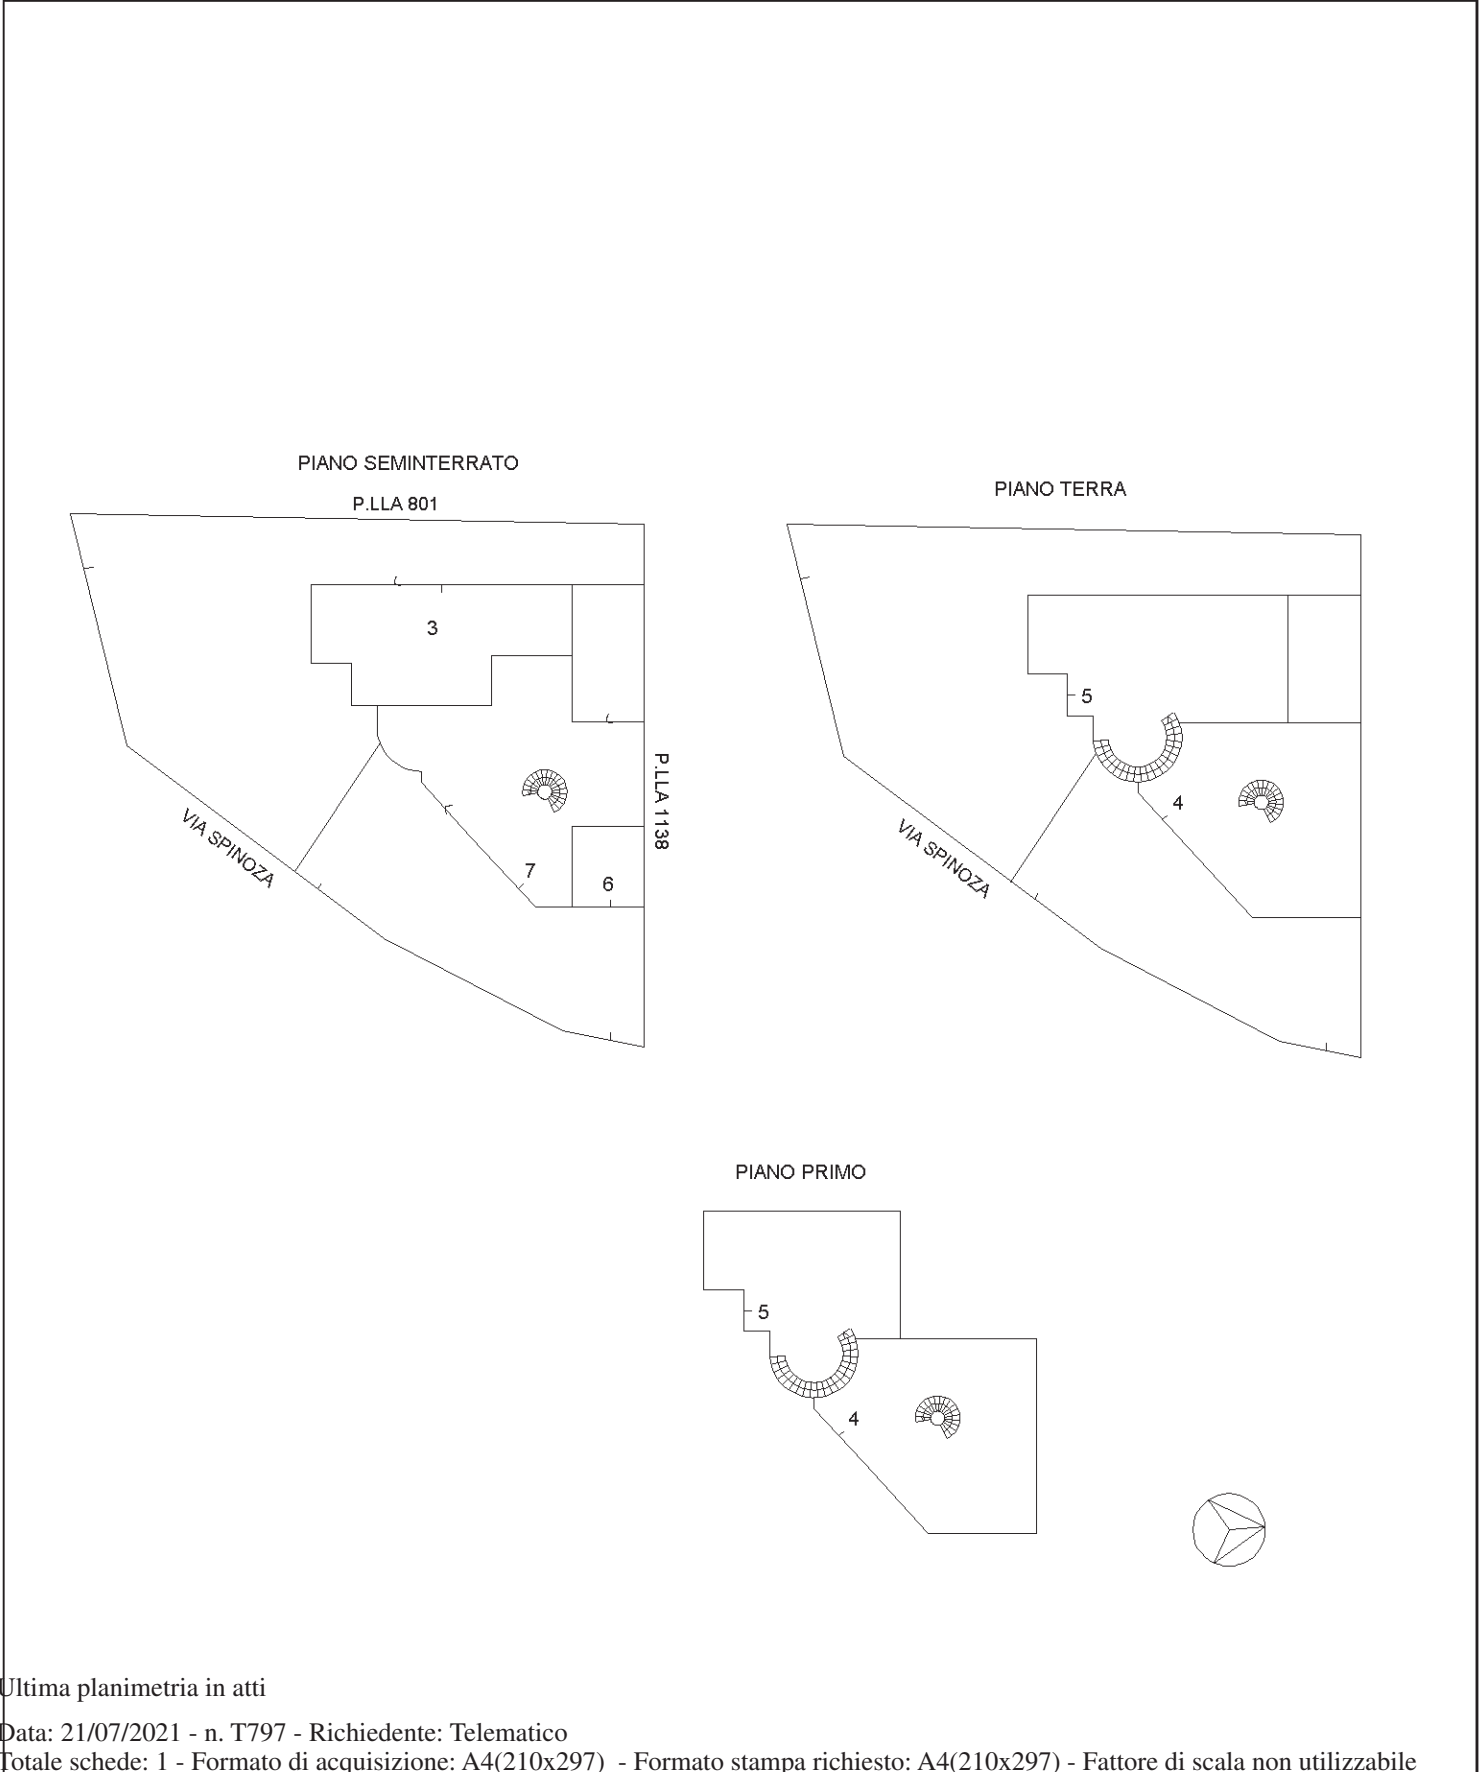 PIANO SEMINTERRATO
P.LLA 801
3
P.LLA 1138
VIA SPINOZA
7
6
PIANO TERRA
5
4
VIA SPINOZA
PIANO PRIMO
5
4
Ultima planimetria in atti
Data: 21/07/2021 - n. T797 - Richiedente: Telematico
Totale schede: 1 - Formato di acquisizione: A4(210x297) - Formato stampa richiesto: A4(210x297) - Fattore di scala non utilizzabile